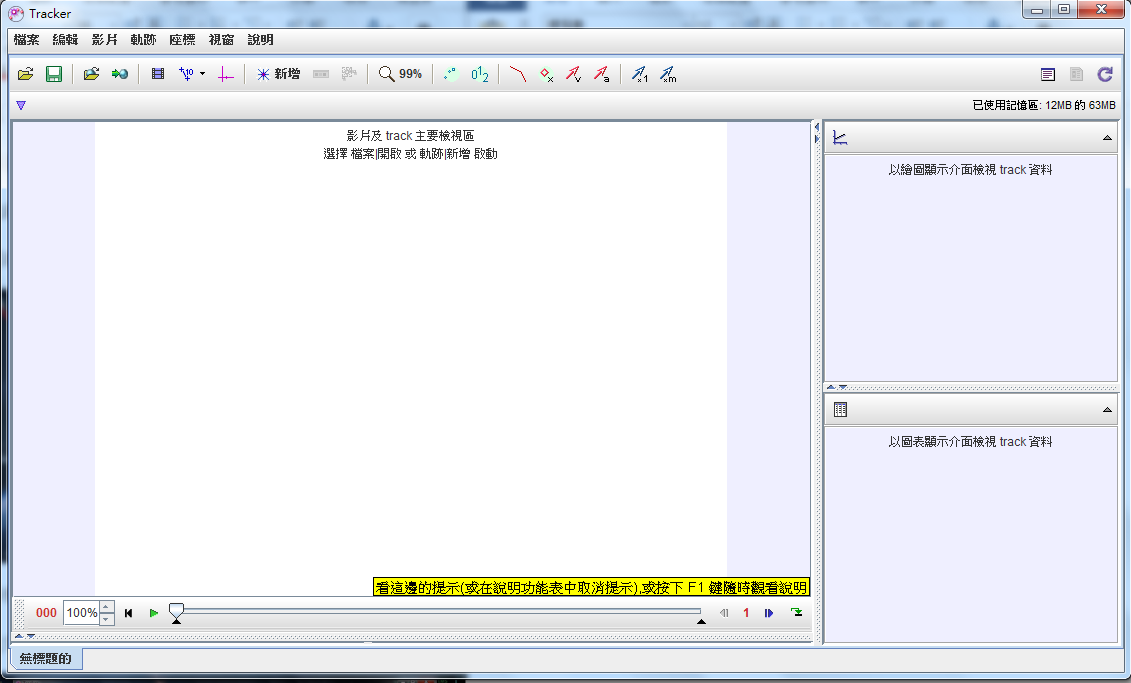 Tracker
檔案 編輯 影片 軌跡 座標 視窗 說明
新增 99%
已使用記憶區: 12MB 的 63MB
影片及 track 主要檢視區
選擇 檔案|開啟 或 軌跡|新增 啟動
以繪圖顯示介面檢視 track 資料
以圖表顯示介面檢視 track 資料
看這邊的提示(或在說明功能表中取消提示),或按下 F1 鍵隨時觀看說明
000 100% 1
無標題的